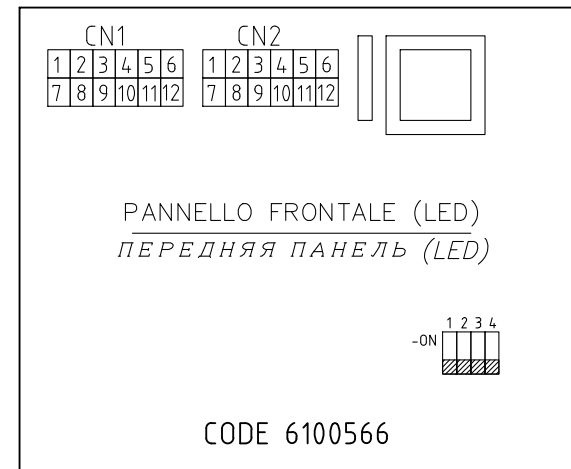 CN1 CN2
1 2 3 4 5 6 1 2 3 4 5 6
7 8 9 10 11 12 7 8 9 10 11 12
PANNELLO FRONTALE (LED)
ПЕРЕДНЯЯ ПАНЕЛЬ (LED)
1 2 3 4
-ON
CODE 6100566